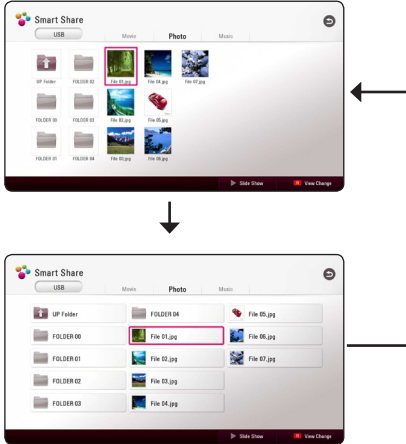 Smart Share
USB
Movie Photo Music
UP Folder FOLDER 02 File 01.jpg File 04.jpg File 07.jpg
FOLDER 00 FOLDER 03 File 02.jpg File 05.jpg
FOLDER 01 FOLDER 04 File 03.jpg File 06.jpg
Slide Show View Change
Smart Share
USB
Movie Photo Music
UP Folder FOLDER 04 File 05.jpg
FOLDER 00 File 01.jpg File 06.jpg
FOLDER 01 File 02.jpg File 07.jpg
FOLDER 02 File 03.jpg
FOLDER 03 File 04.jpg
Slide Show View Change